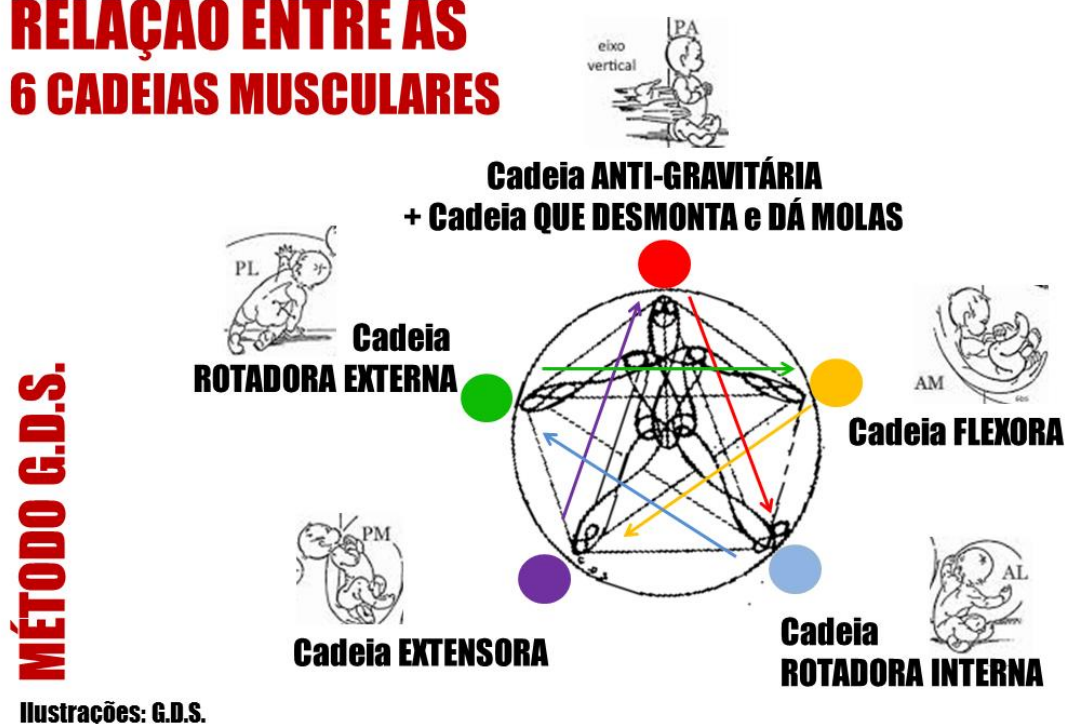 RELAÇÃO ENTRE AS
6 CADEIAS MUSCULARES
PA
eixo
vertical
Cadeia ANTI-GRAVITÁRIA
+ Cadeia QUE DESMONTA e DÁ MOLAS
PL
Cadeia
ROTADORA EXTERNA
AM
GDS
Cadeia FLEXORA
MÉTODO G.D.S.
PM
Cadeia EXTENSORA
AL
Cadeia
ROTADORA INTERNA
G.D.S
Ilustrações: G.D.S.